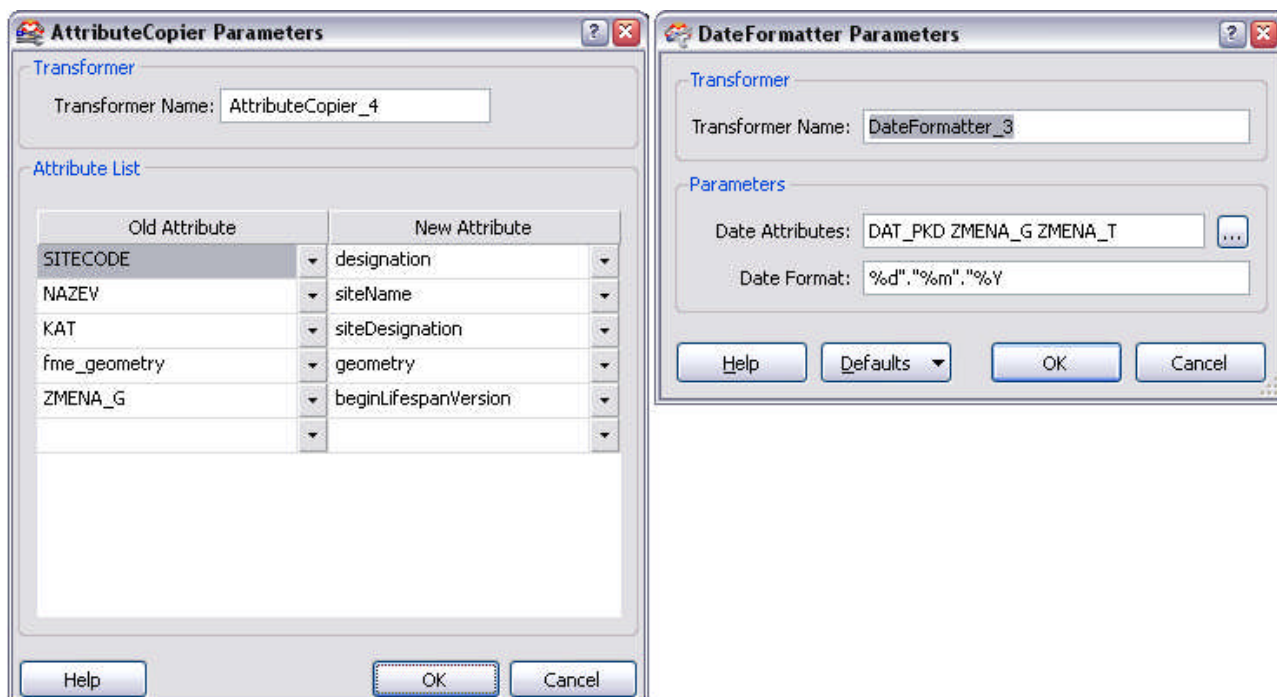 AttributeCopier Parameters
Transformer
Transformer Name: AttributeCopier_4
Attribute List
Old Attribute New Attribute
SITECODE designation
NAZEV siteName
KAT siteDesignation
fme_geometry geometry
ZMENA_G beginLifespanVersion
Help OK Cancel
DateFormatter Parameters
Transformer
Transformer Name: DateFormatter_3
Parameters
Date Attributes: DAT_PKD ZMENA_G ZMENA_T ...
Date Format: %d"."%m"."%Y
Help Defaults OK Cancel